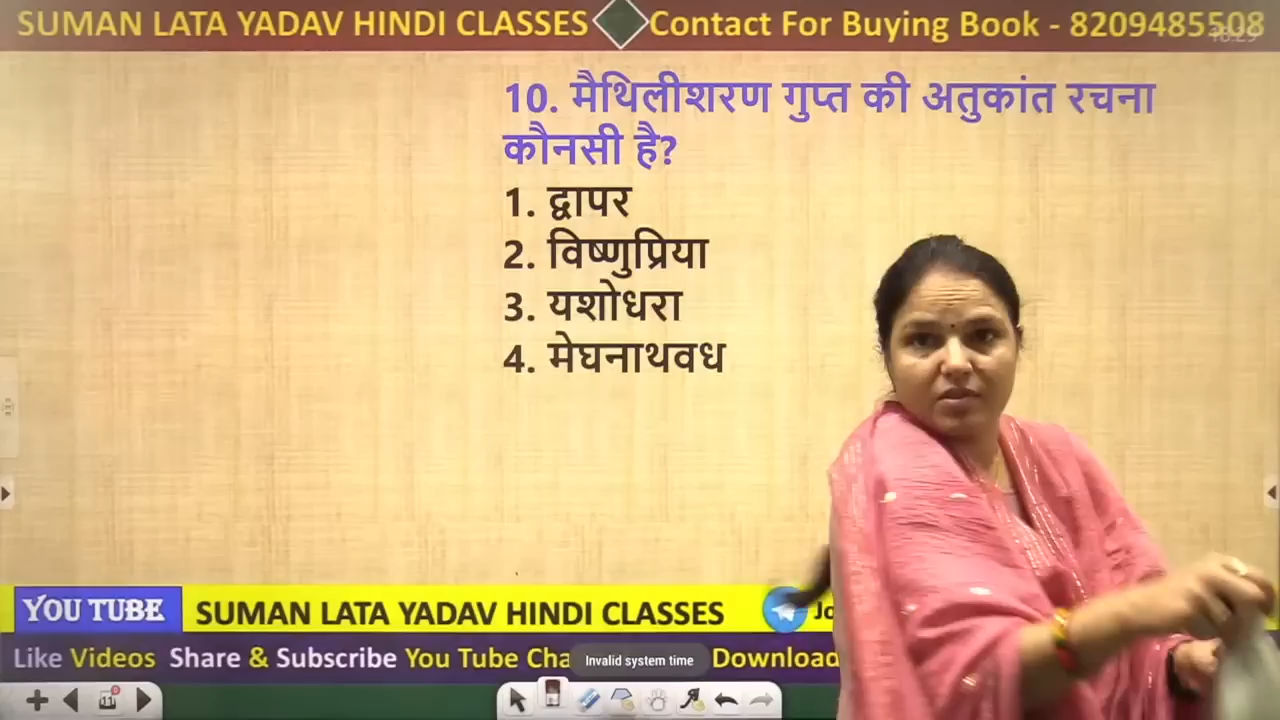 SUMAN LATA YADAV HINDI CLASSES Contact For Buying Book - 8209485508
10. मैथिलीशरण गुप्त की अतुकांत रचना
कौनसी है?
1. द्वापर
2. विष्णुप्रिया
3. यशोधरा
4. मेघनाथवध
YOU TUBE SUMAN LATA YADAV HINDI CLASSES
Like Videos Share & Subscribe You Tube Invalid system time Download
11